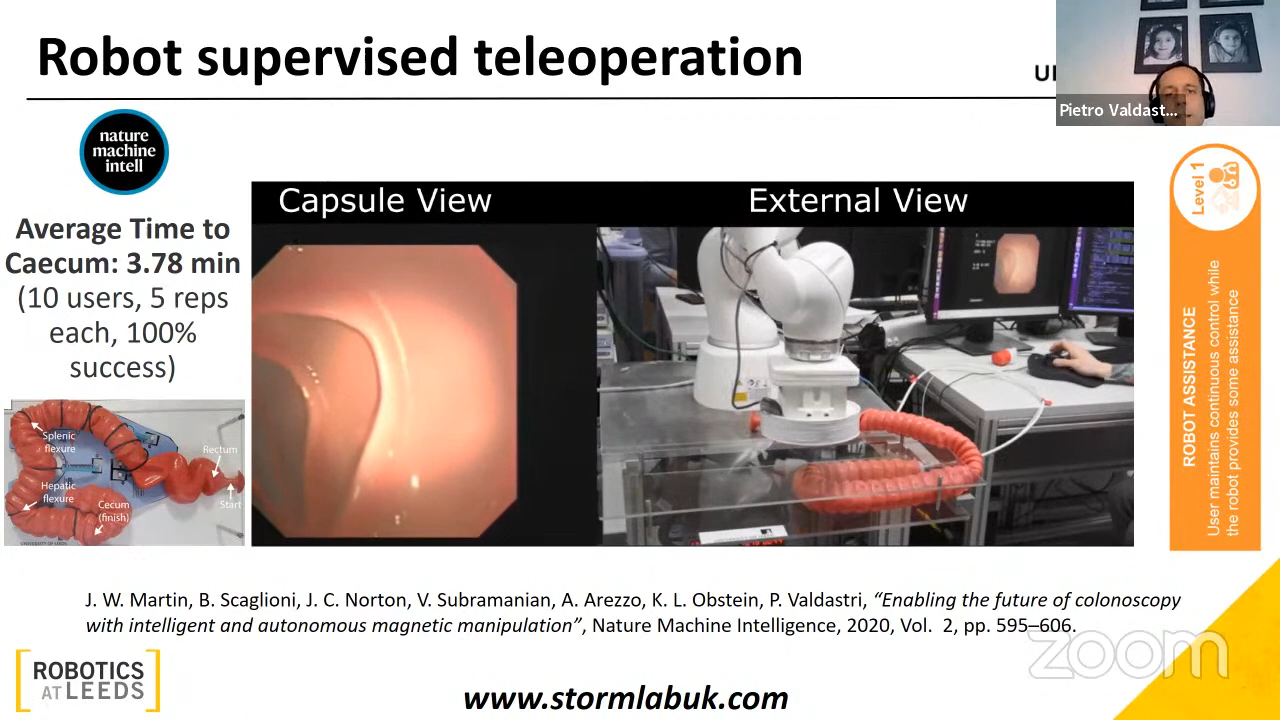 Robot supervised teleoperation
Pietro Valdast...
nature
machine
intell
Average Time to
Caecum: 3.78 min
(10 users, 5 reps
each, 100%
success)
Capsule View
External View
Level 1
ROBOT ASSISTANCE
User maintains continuous control while
the robot provides some assistance
Splenic
flexure
Rectum
Hepatic
flexure
Cecum
(finish)
Start
UNIVERSITY OF LEEDS
J. W. Martin, B. Scaglioni, J. C. Norton, V. Subramanian, A. Arezzo, K. L. Obstein, P. Valdastri, “Enabling the future of colonoscopy
with intelligent and autonomous magnetic manipulation”, Nature Machine Intelligence, 2020, Vol. 2, pp. 595–606.
zoom
ROBOTICS
AT LEEDS
www.stormlabuk.com